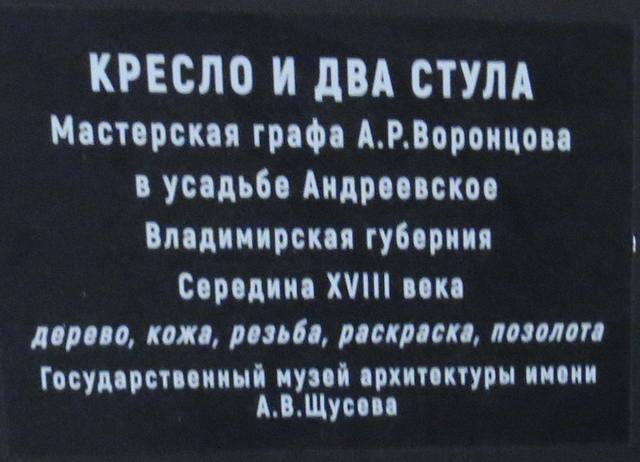 КРЕСЛО И ДВА СТУЛА
Мастерская графа А.Р.Воронцова
в усадьбе Андреевское
Владимирская губерния
Середина XVIII века
дерево, кожа, резьба, раскраска, позолота
Государственный музей архитектуры имени
А.В.Щусева